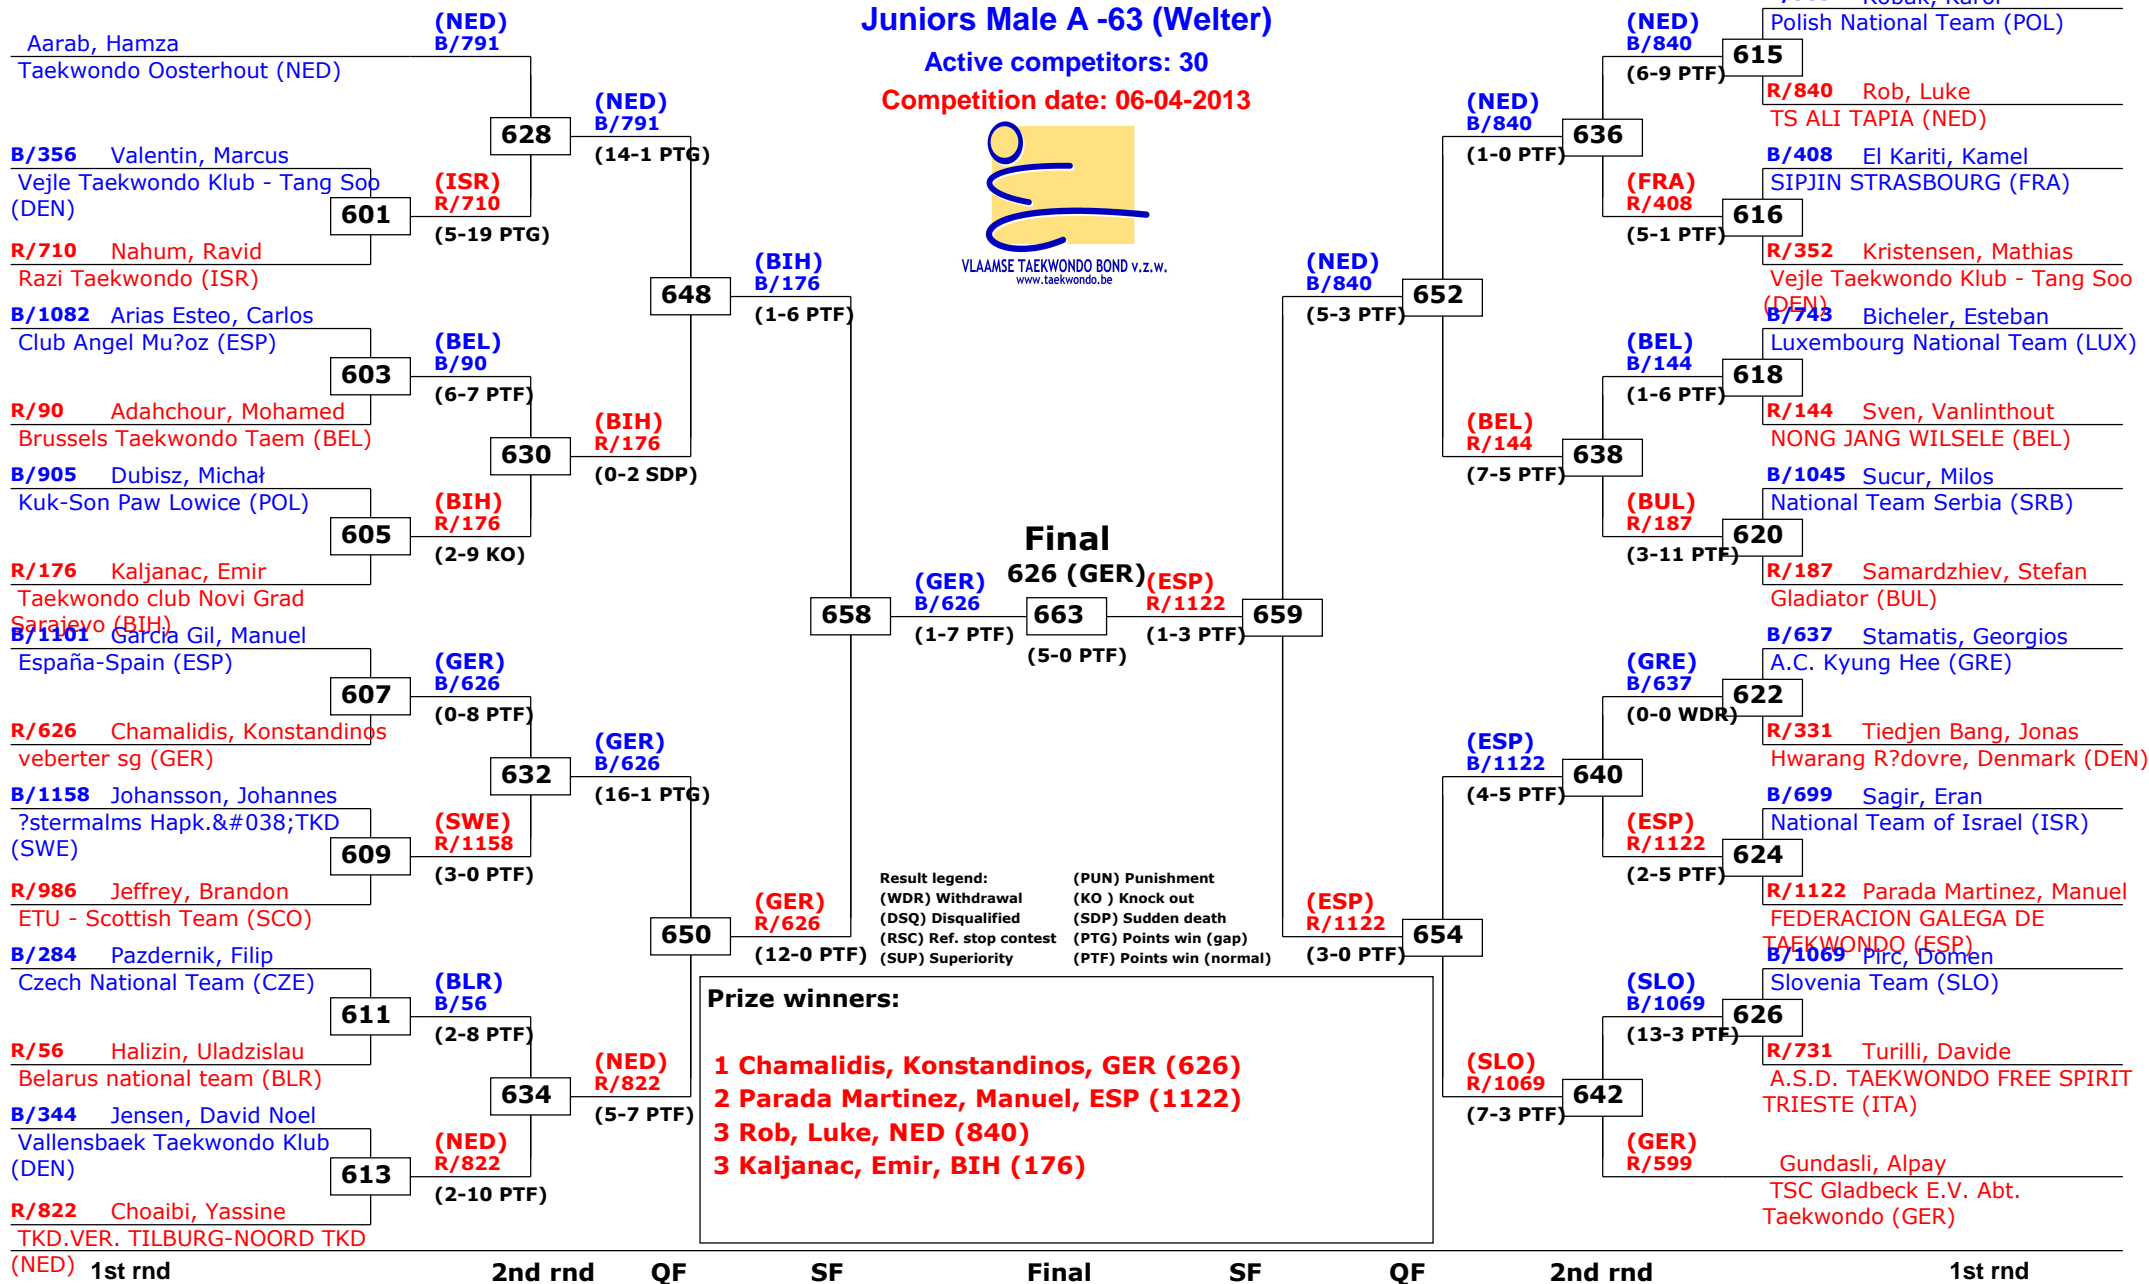 Juniors Male A -63 (Welter)
Active competitors: 30
Competition date: 06-04-2013
VLAAMSE TAEKWONDO BOND v.z.w.
www.taekwondo.be
Aarab, Hamza
Taekwondo Oosterhout (NED)
B/356 Valentin, Marcus
Vejle Taekwondo Klub - Tang Soo
(DEN)
601
R/710 Nahum, Ravid
Razi Taekwondo (ISR)
B/1082 Arias Esteo, Carlos
Club Angel Mu?oz (ESP)
603
R/90 Adahchour, Mohamed
Brussels Taekwondo Taem (BEL)
B/905 Dubisz, Michał
Kuk-Son Paw Lowice (POL)
605
R/176 Kaljanac, Emir
Taekwondo club Novi Grad
Sarajevo (BIH)
B/1101 Garcia Gil, Manuel
España-Spain (ESP)
607
R/626 Chamalidis, Konstandinos
veberter sg (GER)
B/1158 Johansson, Johannes
?stermalms Hapk.&#038;TKD
(SWE)
609
R/986 Jeffrey, Brandon
ETU - Scottish Team (SCO)
B/284 Pazdernik, Filip
Czech National Team (CZE)
611
R/56 Halizin, Uladzislau
Belarus national team (BLR)
B/344 Jensen, David Noel
Vallensbaek Taekwondo Klub
(DEN)
613
R/822 Choaibi, Yassine
TKD.VER. TILBURG-NOORD TKD
(NED)
(NED)
B/791
628
(ISR)
R/710
(5-19 PTG)
(BEL)
B/90
(6-7 PTF)
630
(BIH)
R/176
(2-9 KO)
(GER)
B/626
(0-8 PTF)
632
(SWE)
R/1158
(3-0 PTF)
(BLR)
B/56
(2-8 PTF)
634
(NED)
R/822
(2-10 PTF)
(NED)
B/791
(14-1 PTG)
648
(BIH)
R/176
(0-2 SDP)
(GER)
B/626
(16-1 PTG)
650
(NED)
R/822
(5-7 PTF)
(BIH)
B/176
(1-6 PTF)
658
(GER)
R/626
(12-0 PTF)
(GER)
B/626
(1-7 PTF)
Final
626 (GER)
663
(5-0 PTF)
(ESP)
R/1122
(1-3 PTF)
659
(NED)
B/840
(5-3 PTF)
652
(ESP)
R/1122
(3-0 PTF)
654
(NED)
B/840
(1-0 PTF)
636
(BEL)
R/144
(7-5 PTF)
638
(ESP)
B/1122
(4-5 PTF)
640
(SLO)
R/1069
(7-3 PTF)
642
(NED)
B/840
(6-9 PTF)
615
(FRA)
R/408
(5-1 PTF)
616
(BEL)
B/144
(1-6 PTF)
618
(BUL)
R/187
(3-11 PTF)
620
(GRE)
B/637
(0-0 WDR)
622
(ESP)
R/1122
(2-5 PTF)
624
(SLO)
B/1069
(13-3 PTF)
626
(GER)
R/599
Polish National Team (POL)
R/840 Rob, Luke
TS ALI TAPIA (NED)
B/408 El Kariti, Kamel
SIPJIN STRASBOURG (FRA)
R/352 Kristensen, Mathias
Vejle Taekwondo Klub - Tang Soo
(DEN)
B/743 Bicheler, Esteban
Luxembourg National Team (LUX)
R/144 Sven, Vanlinthout
NONG JANG WILSELE (BEL)
B/1045 Sucur, Milos
National Team Serbia (SRB)
R/187 Samardzhiev, Stefan
Gladiator (BUL)
B/637 Stamatis, Georgios
A.C. Kyung Hee (GRE)
R/331 Tiedjen Bang, Jonas
Hwarang R?dovre, Denmark (DEN)
B/699 Sagir, Eran
National Team of Israel (ISR)
R/1122 Parada Martinez, Manuel
FEDERACION GALEGA DE
TAEKWONDO (ESP)
B/1069 Pirc, Domen
Slovenia Team (SLO)
R/731 Turilli, Davide
A.S.D. TAEKWONDO FREE SPIRIT
TRIESTE (ITA)
Gundasli, Alpay
TSC Gladbeck E.V. Abt.
Taekwondo (GER)
Result legend: (PUN) Punishment
(WDR) Withdrawal (KO ) Knock out
(DSQ) Disqualified (SDP) Sudden death
(RSC) Ref. stop contest (PTG) Points win (gap)
(SUP) Superiority (PTF) Points win (normal)
Prize winners:
1 Chamalidis, Konstandinos, GER (626)
2 Parada Martinez, Manuel, ESP (1122)
3 Rob, Luke, NED (840)
3 Kaljanac, Emir, BIH (176)
1st rnd 2nd rnd QF SF Final SF QF 2nd rnd 1st rnd